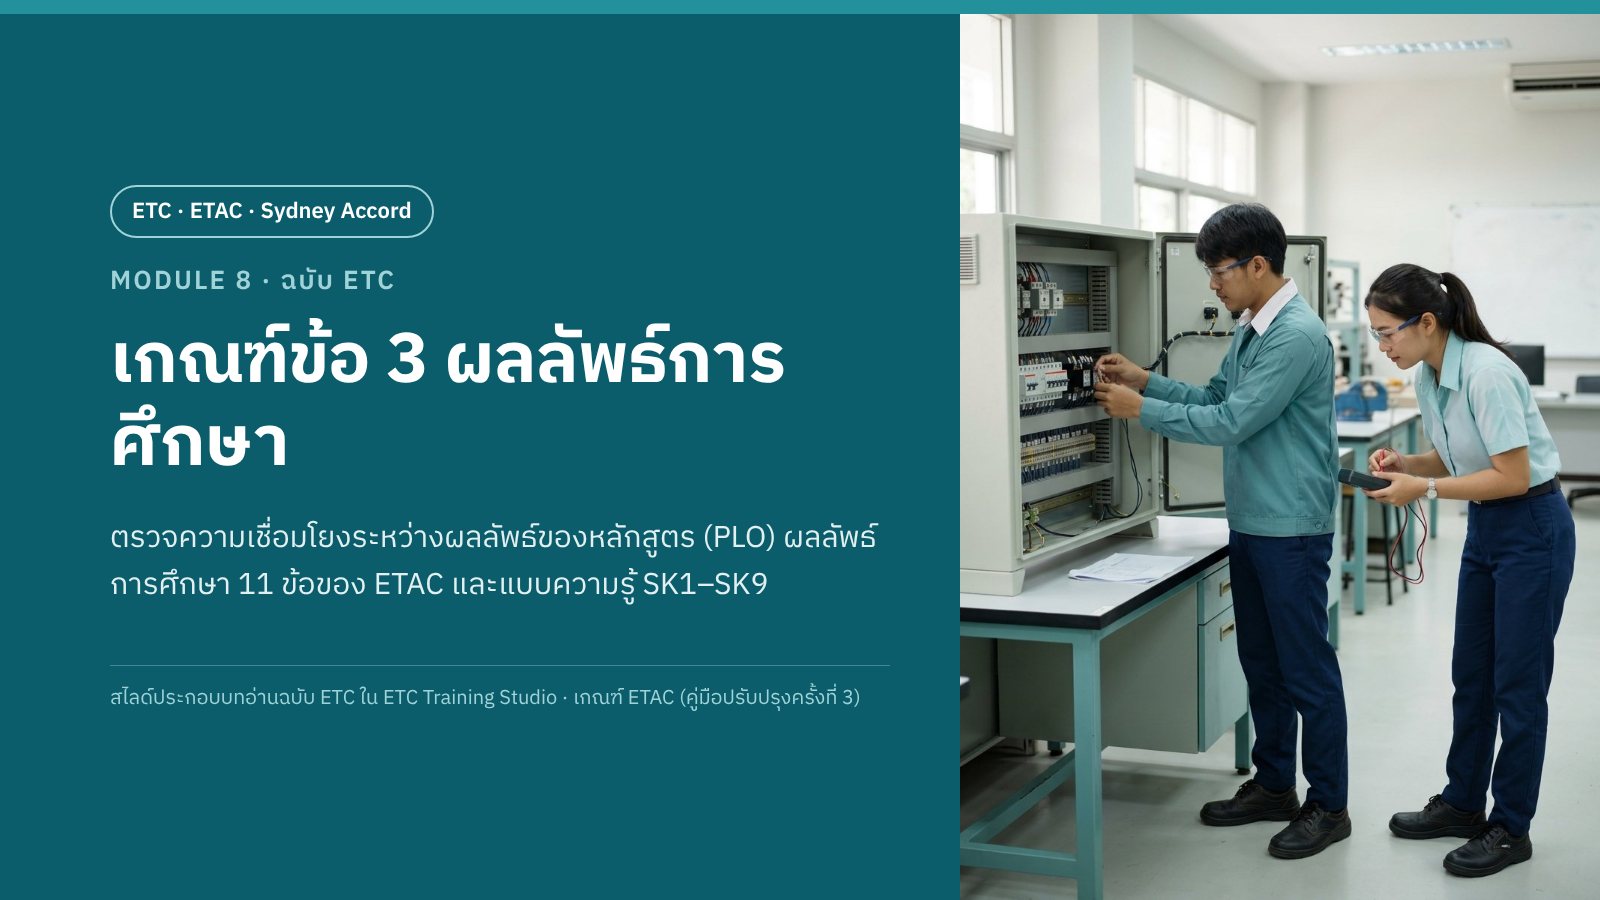 ETC · ETAC · Sydney Accord
MODULE 8 · ฉบับ ETC
เกณฑ์ข้อ 3 ผลลัพธ์การ
ศึกษา
ตรวจความเชื่อมโยงระหว่างผลลัพธ์ของหลักสูตร (PLO) ผลลัพธ์
การศึกษา 11 ข้อของ ETAC และแบบความรู้ SK1–SK9
สไลด์ประกอบบทอ่านฉบับ ETC ใน ETC Training Studio · เกณฑ์ ETAC (คู่มือปรับปรุงครั้งที่ 3)